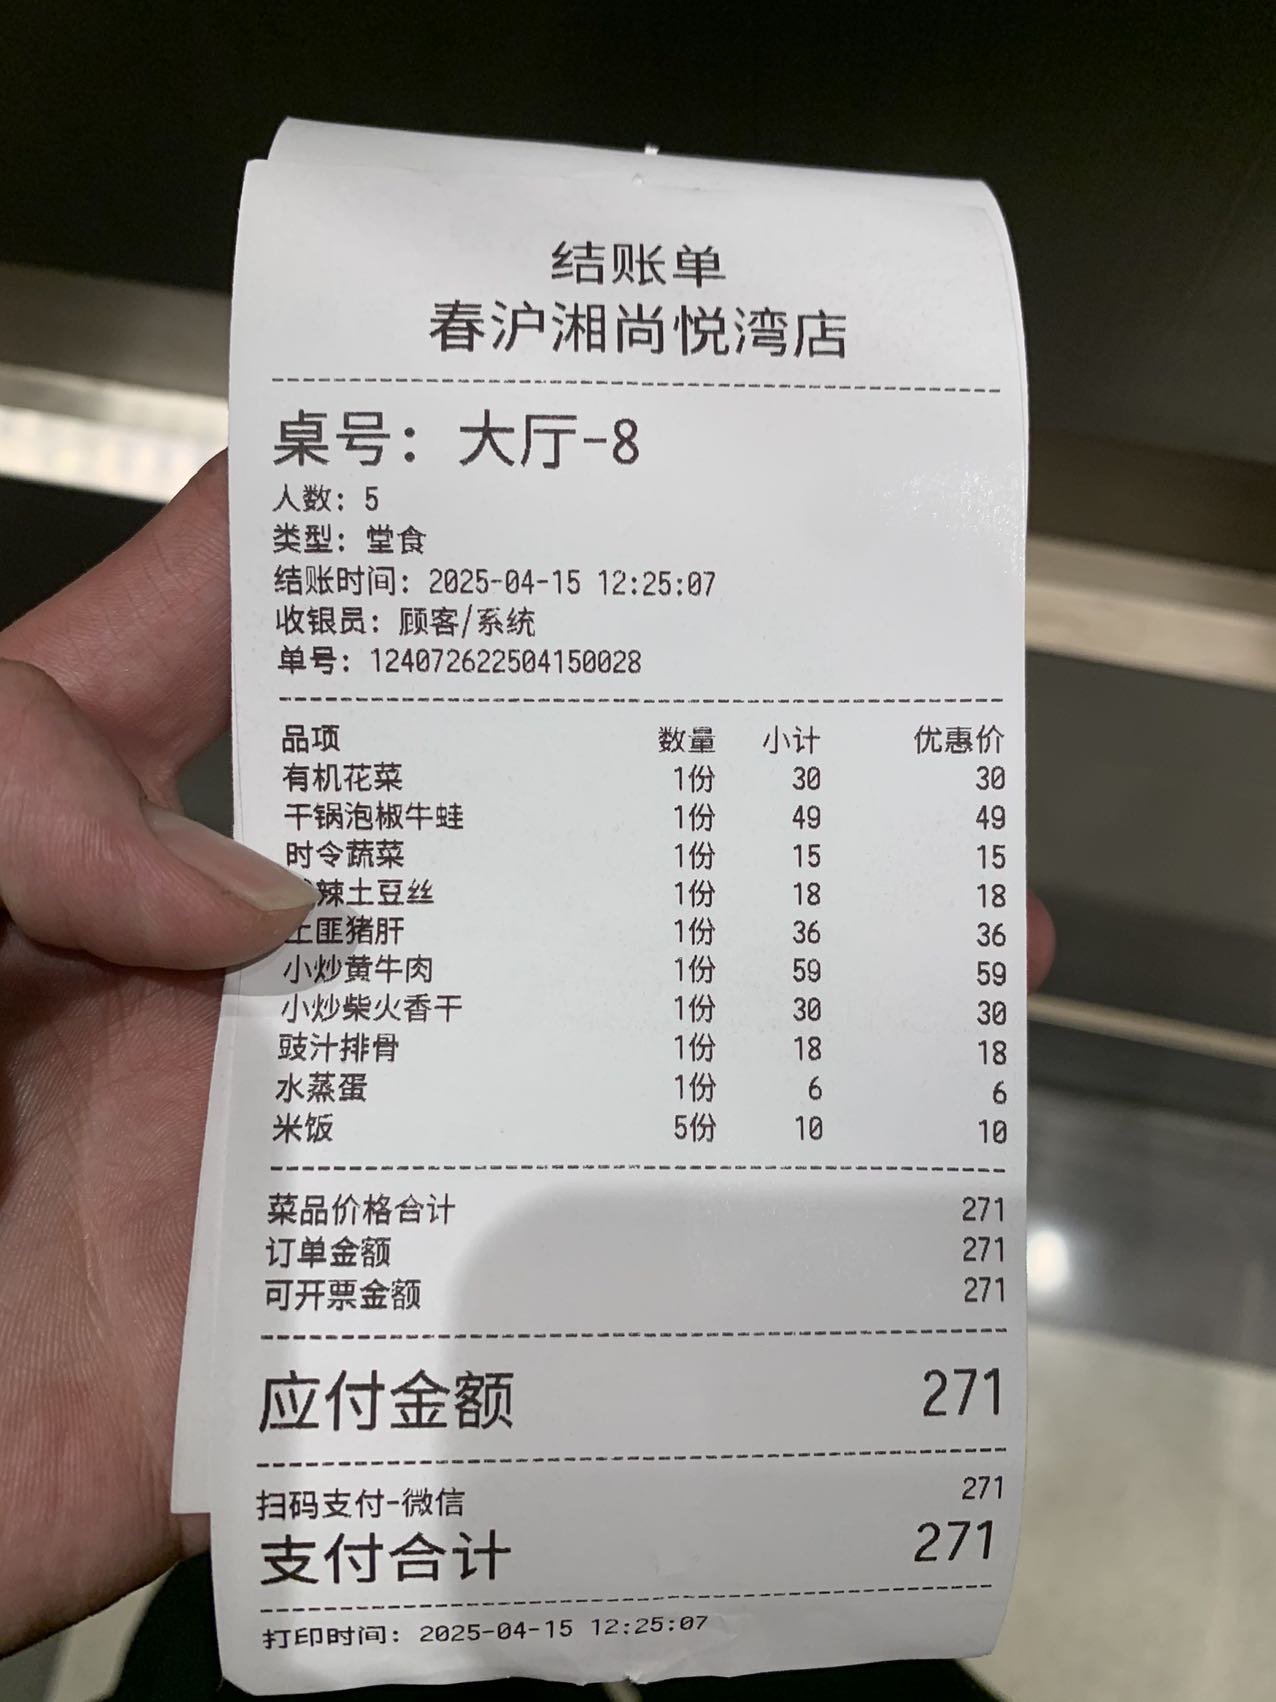 结账单
春沪湘尚悦湾店
桌号：大厅-8
人数：5
类型：堂食
结账时间：2025-04-15 12:25:07
收银员：顾客/系统
单号：124072622504150028
品项 数量 小计 优惠价
有机花菜 1份 30 30
干锅泡椒牛蛙 1份 49 49
时令蔬菜 1份 15 15
辣土豆丝 1份 18 18
土匪猪肝 1份 36 36
小炒黄牛肉 1份 59 59
小炒柴火香干 1份 30 30
豉汁排骨 1份 18 18
水蒸蛋 1份 6 6
米饭 5份 10 10
菜品价格合计 271
订单金额 271
可开票金额 271
应付金额 271
扫码支付-微信 271
支付合计 271
打印时间：2025-04-15 12:25:07